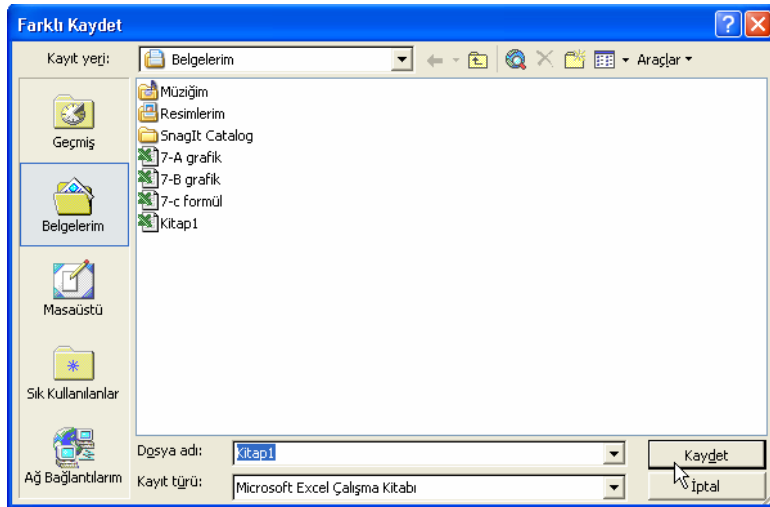 Farklı Kaydet
Kayıt yeri:
Belgelerim
Araçlar
Geçmiş
Belgelerim
Masaüstü
Sık Kullanılanlar
Ağ Bağlantılarım
Müziğim
Resimlerim
SnagIt Catalog
7-A grafik
7-B grafik
7-c formül
Kitap1
Dosya adı:
Kitap1
Kaydet
Kayıt türü:
Microsoft Excel Çalışma Kitabı
İptal